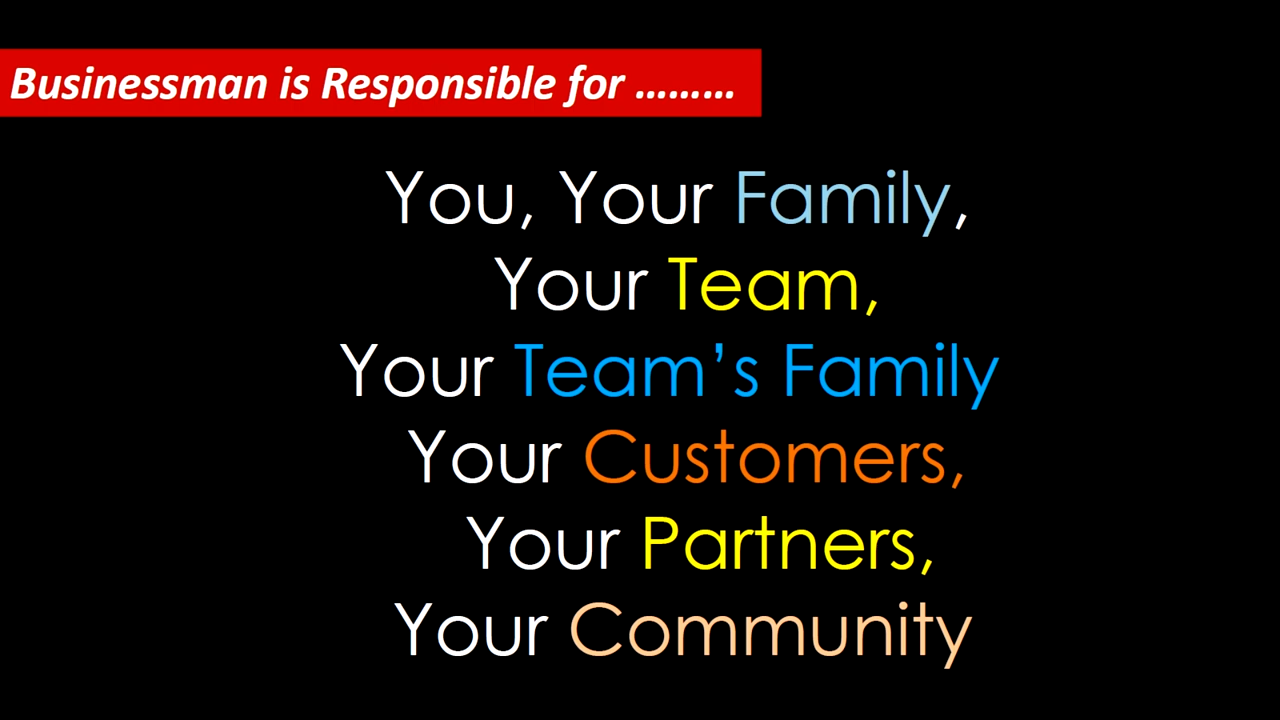 Businessman is Responsible for .........
You, Your Family,
Your Team,
Your Team’s Family
Your Customers,
Your Partners,
Your Community